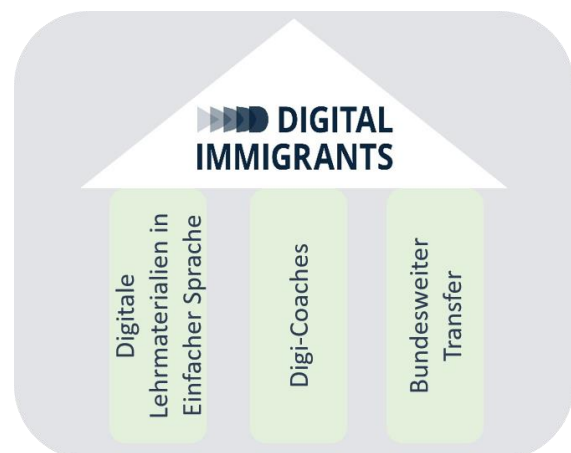 DIGITAL
IMMIGRANTS
Digitale
Lehrmaterialien in
Einfacher Sprache
Digi-Coaches
Bundesweiter
Transfer